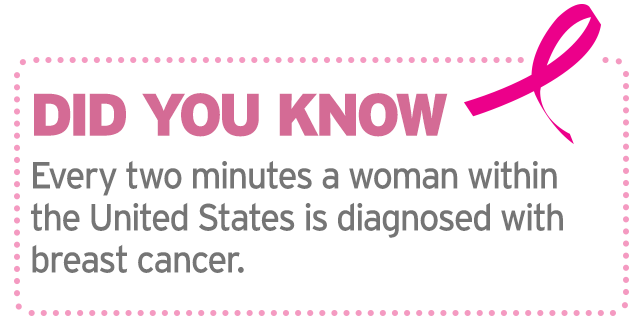 DID YOU KNOW
Every two minutes a woman within
the United States is diagnosed with
breast cancer.